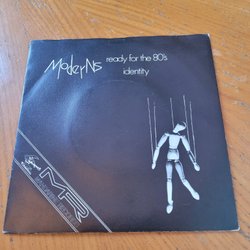 Moderns ready for the 80's
identity
MR